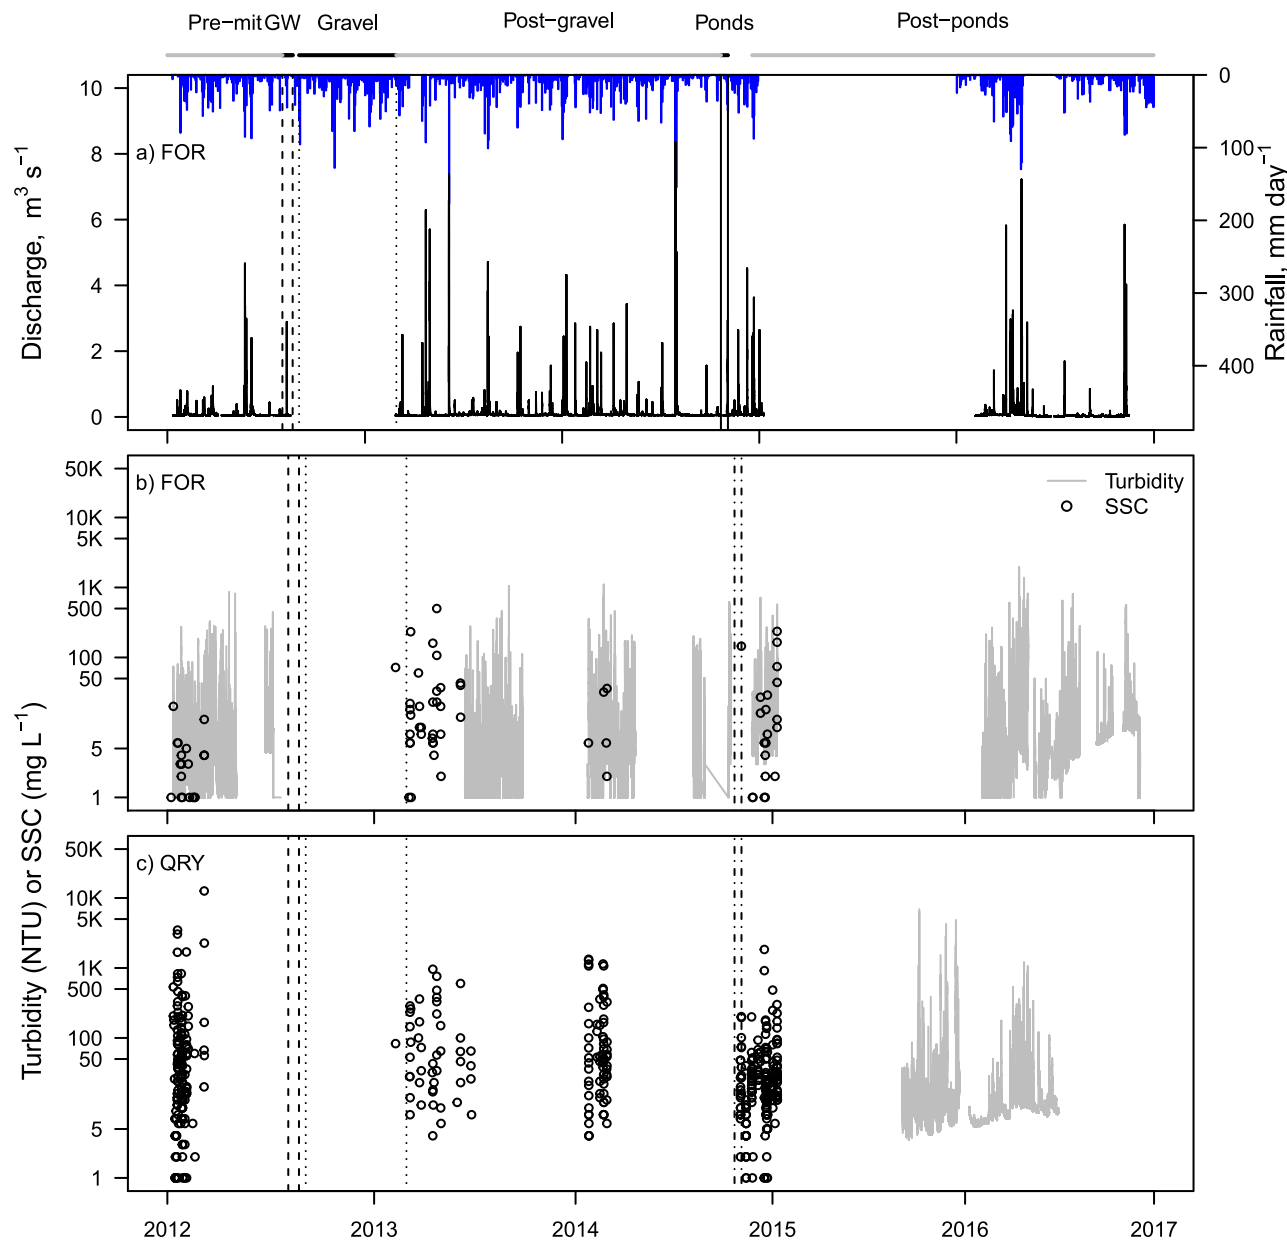 Pre−mit GW Gravel Post−gravel Ponds Post−ponds
10 0
a) FOR
8 100
6 200
4 300
2 400
0
Discharge, m³ s⁻¹
Rainfall, mm day⁻¹
b) FOR
Turbidity
SSC
50K
10K
5K
1K
500
100
50
5
1
c) QRY
50K
10K
5K
1K
500
100
50
5
1
Turbidity (NTU) or SSC (mg L⁻¹)
2012 2013 2014 2015 2016 2017